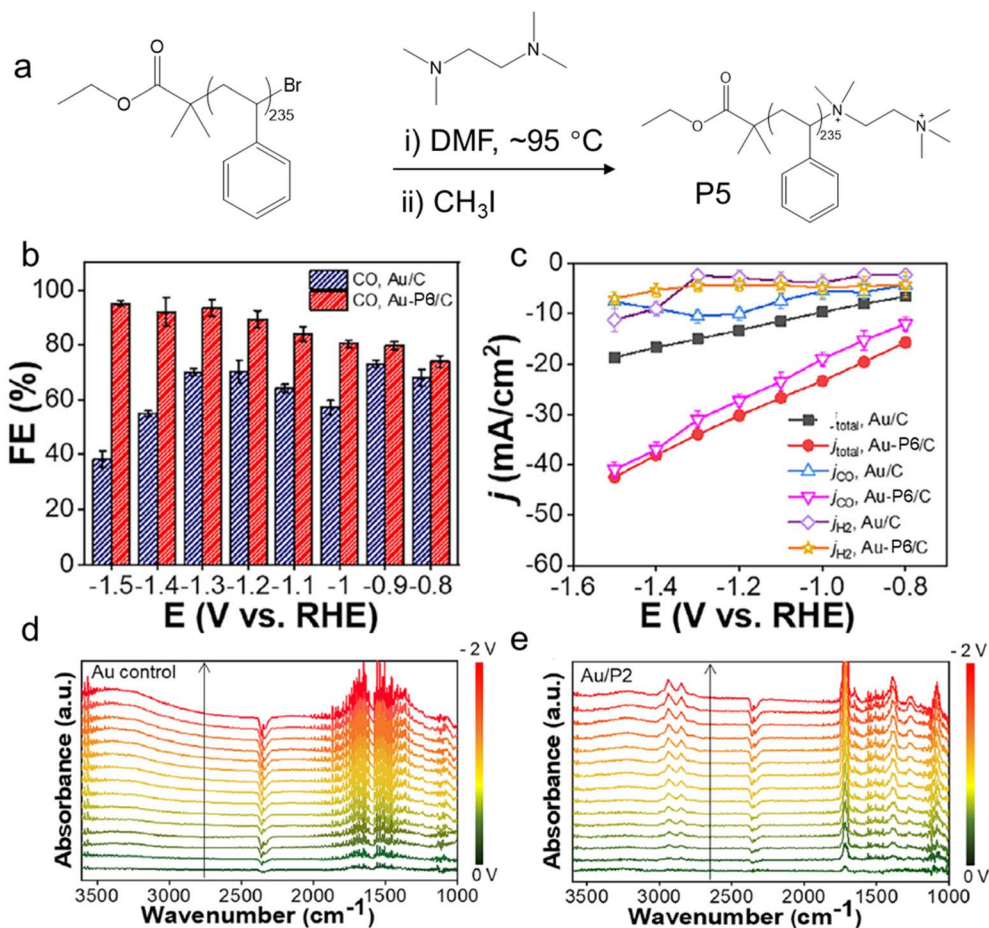 a
O
O
Br
235
N
N
i) DMF, ~95 °C
ii) CH3I
O
O
235
N+
N+
P5
b
FE (%)
100
80
60
40
20
0
CO, Au/C
CO, Au-P6/C
-1.5 -1.4 -1.3 -1.2 -1.1 -1 -0.9 -0.8
E (V vs. RHE)
c
j (mA/cm2)
0
-10
-20
-30
-40
-50
-60
jtotal, Au/C
jtotal, Au-P6/C
jCO, Au/C
jCO, Au-P6/C
jH2, Au/C
jH2, Au-P6/C
-1.6 -1.4 -1.2 -1.0 -0.8
E (V vs. RHE)
d
Au control
Absorbance (a.u.)
- 2 V
0 V
3500 3000 2500 2000 1500 1000
Wavenumber (cm-1)
e
Au/P2
Absorbance (a.u.)
- 2 V
0 V
3500 3000 2500 2000 1500 1000
Wavenumber (cm-1)